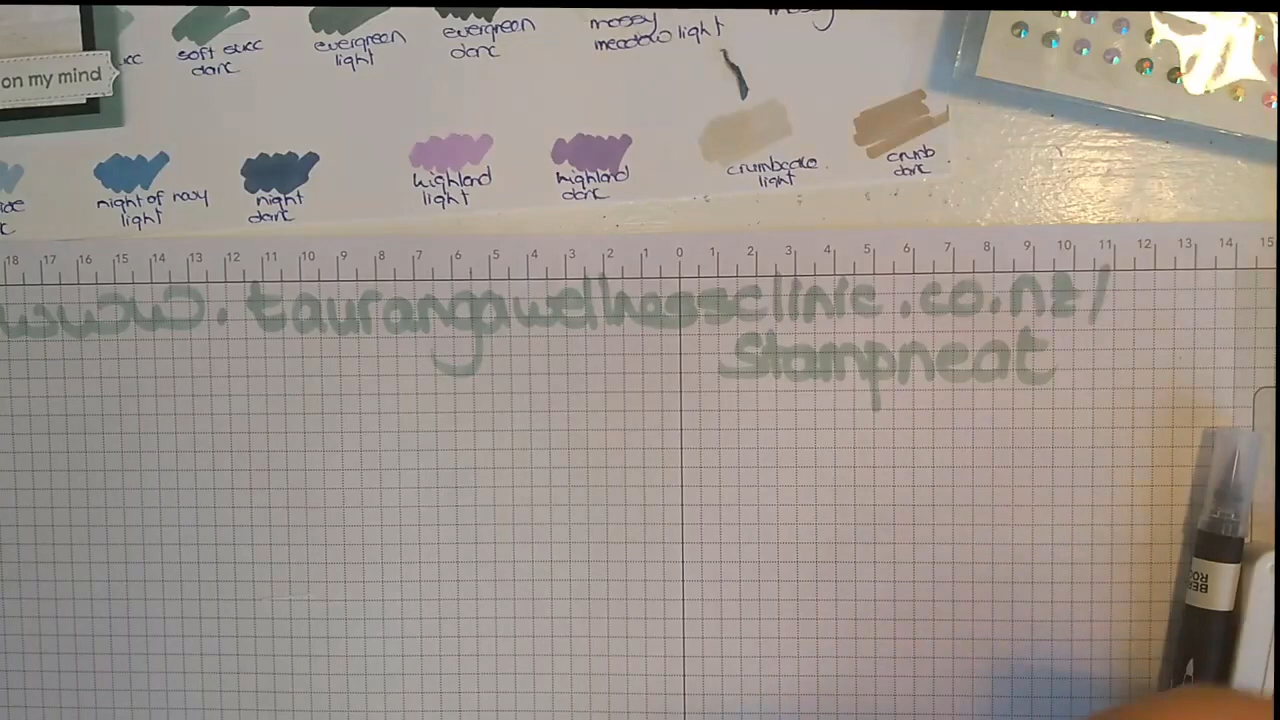 on my mind
soft succ
dark
evergreen
light
evergreen
dark
mossy
meadow light
mossy
night of navy
light
night
dark
highland
light
highland
dark
crumbcake
light
crumb
dark
18 17 16 15 14 13 12 11 10 9 8 7 6 5 4 3 2 1 0 1 2 3 4 5 6 7 8 9 10 11 12 13 14 15
www.taurangawellnessclinic.co.nz/
stampneat